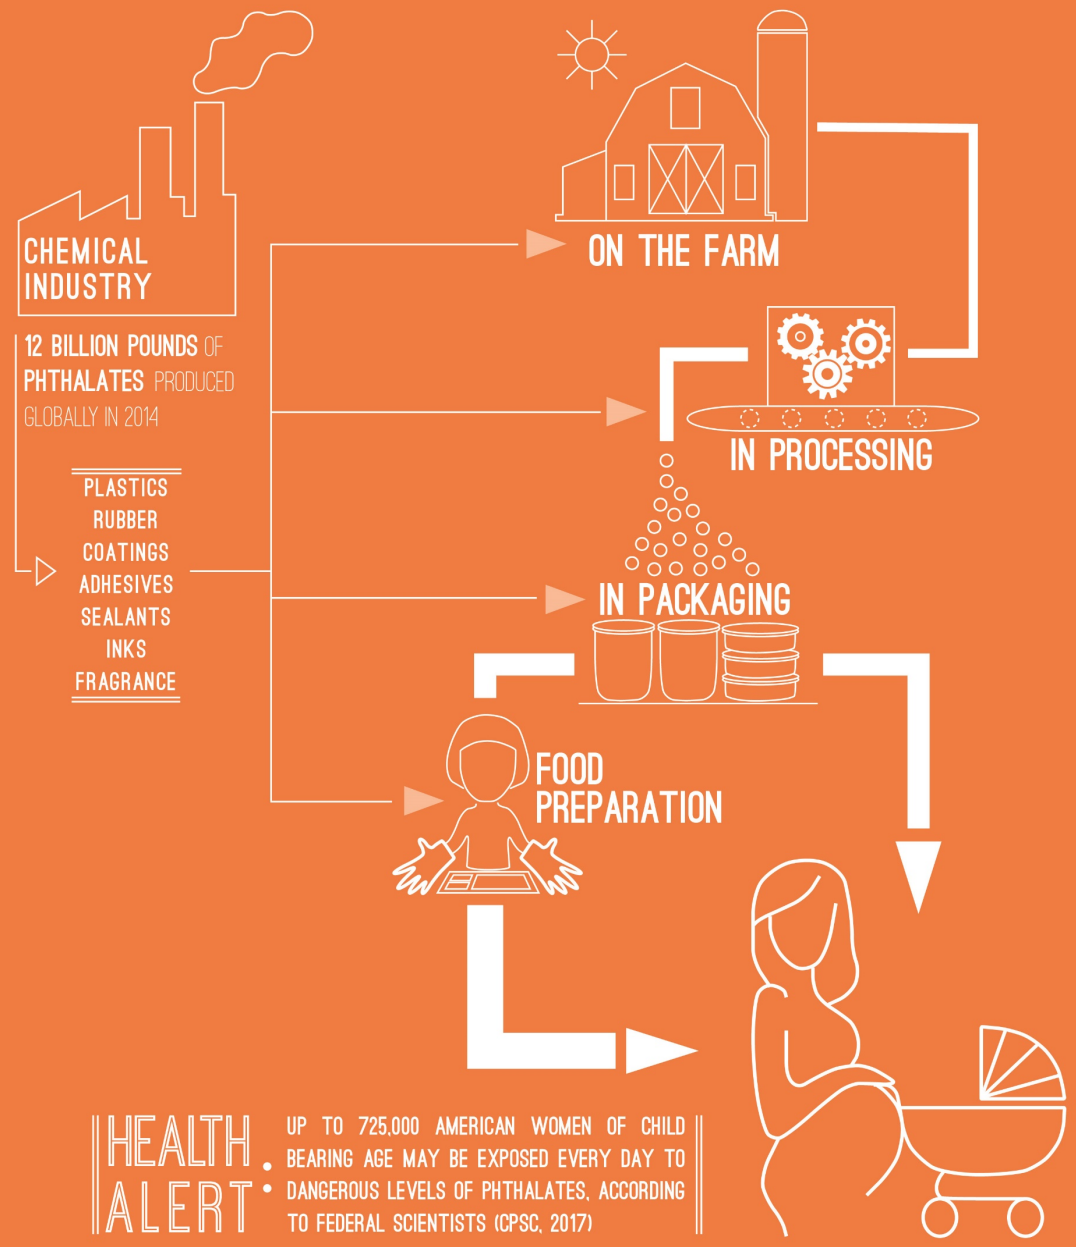 CHEMICAL
INDUSTRY
12 BILLION POUNDS OF
PHTHALATES PRODUCED
GLOBALLY IN 2014
PLASTICS
RUBBER
COATINGS
ADHESIVES
SEALANTS
INKS
FRAGRANCE
ON THE FARM
IN PROCESSING
IN PACKAGING
FOOD
PREPARATION
HEALTH
ALERT:
UP TO 725,000 AMERICAN WOMEN OF CHILD
BEARING AGE MAY BE EXPOSED EVERY DAY TO
DANGEROUS LEVELS OF PHTHALATES, ACCORDING
TO FEDERAL SCIENTISTS (CPSC, 2017)